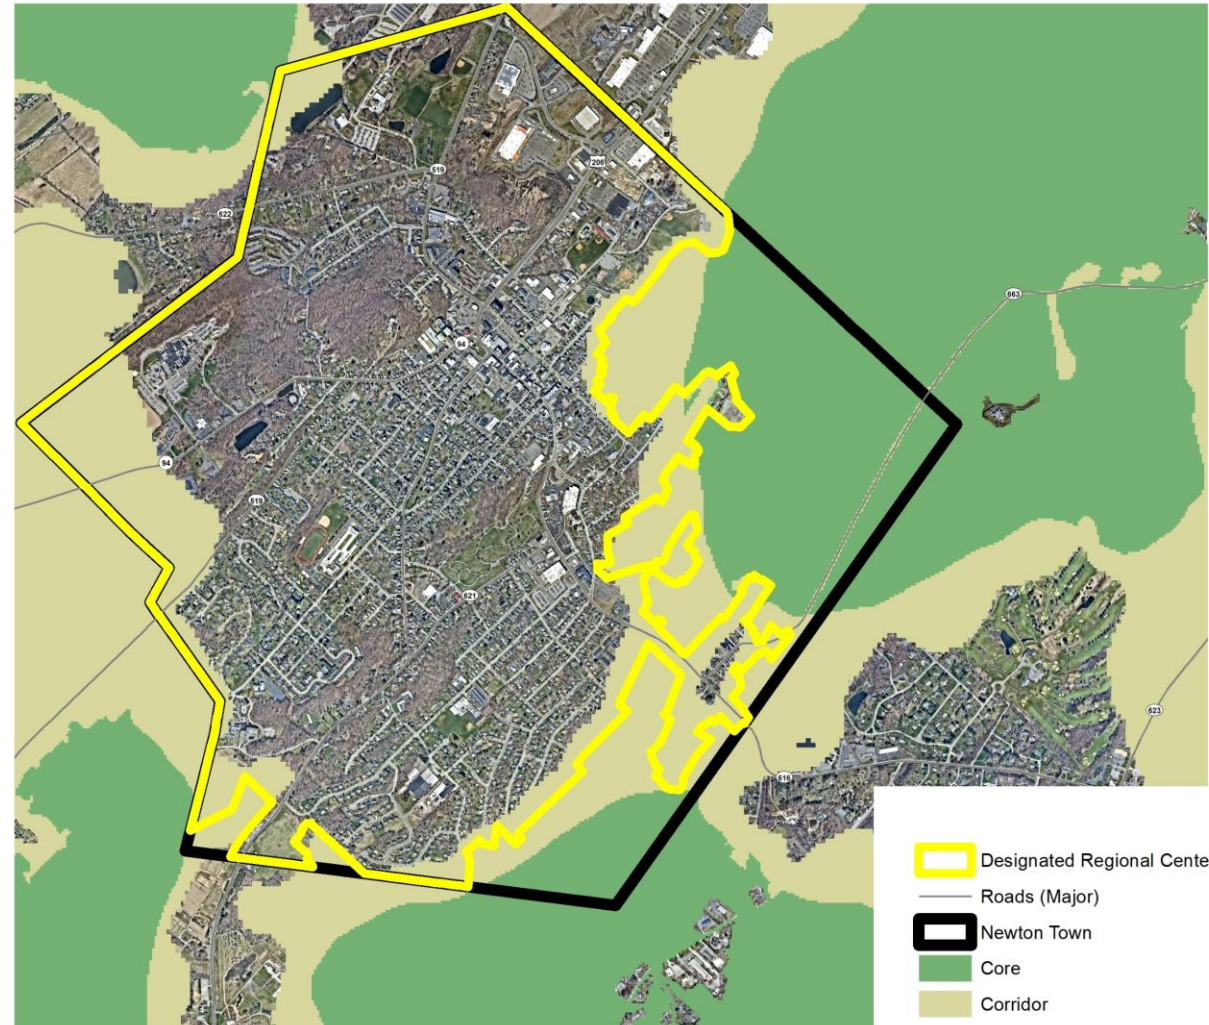 519
206
622
663
94
94
519
621
623
616
Designated Regional Cente
Roads (Major)
Newton Town
Core
Corridor